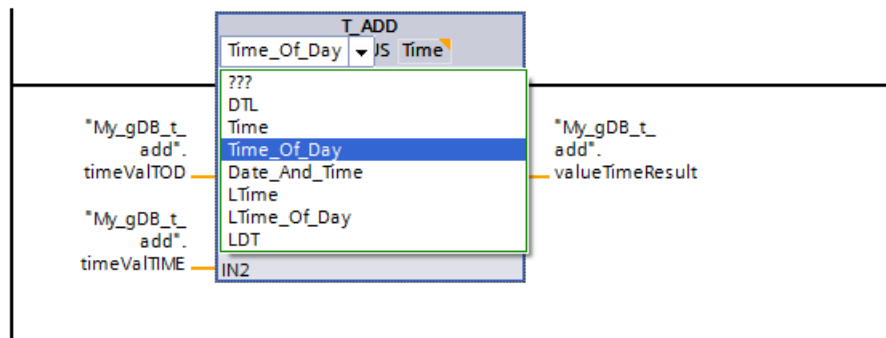 T_ADD
Time_Of_Day JS Time
???
DTL
Time
Time_Of_Day
Date_And_Time
LTime
LTime_Of_Day
LDT
"My_gDB_t_
add".
timeValTOD
"My_gDB_t_
add".
timeValTIME
IN2
"My_gDB_t_
add".
valueTimeResult